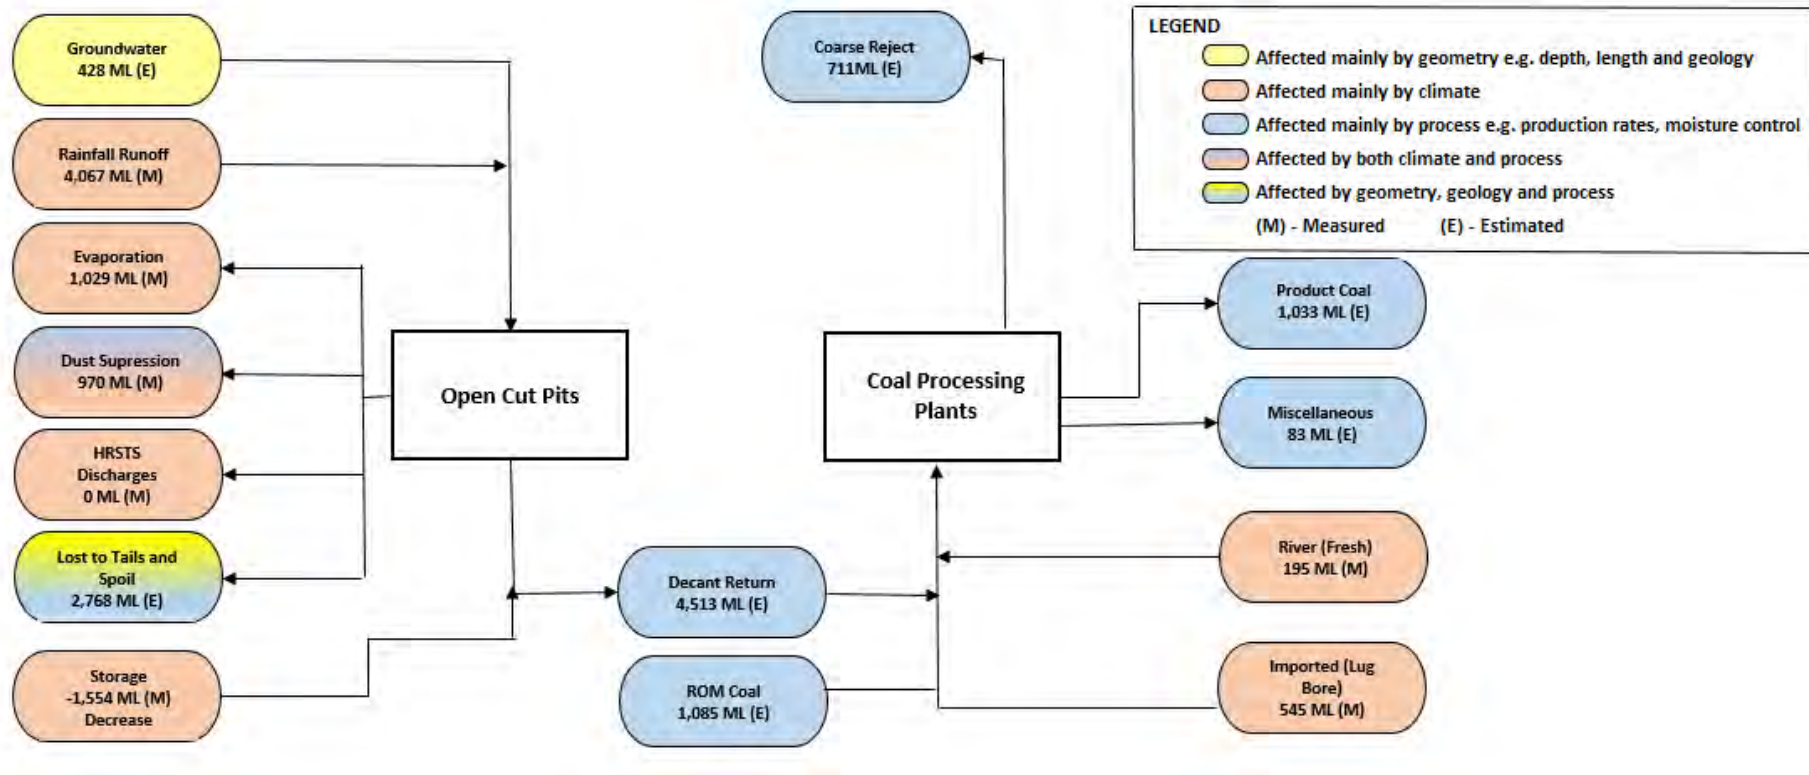 Groundwater
428 ML (E)
Rainfall Runoff
4,067 ML (M)
Evaporation
1,029 ML (M)
Dust Supression
970 ML (M)
HRSTS
Discharges
0 ML (M)
Lost to Tails and
Spoil
2,768 ML (E)
Storage
-1,554 ML (M)
Decrease
Open Cut Pits
Coarse Reject
711ML (E)
Coal Processing
Plants
Decant Return
4,513 ML (E)
ROM Coal
1,085 ML (E)
LEGEND
Affected mainly by geometry e.g. depth, length and geology
Affected mainly by climate
Affected mainly by process e.g. production rates, moisture control
Affected by both climate and process
Affected by geometry, geology and process
(M) - Measured (E) - Estimated
Product Coal
1,033 ML (E)
Miscellaneous
83 ML (E)
River (Fresh)
195 ML (M)
Imported (Lug
Bore)
545 ML (M)